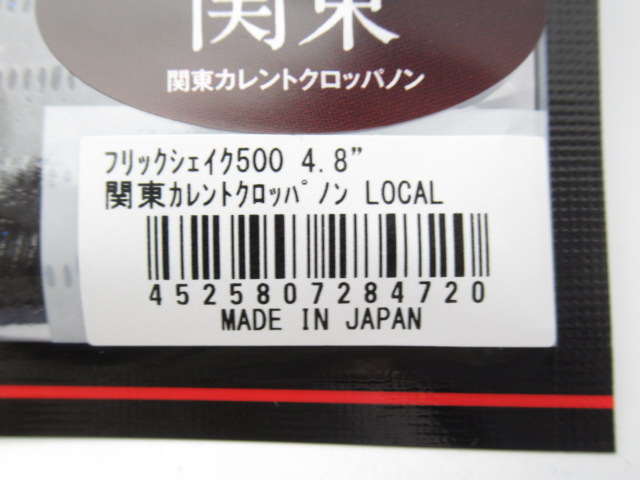 関東
関東カレントクロッパノン
ﾌﾘｯｸｼｪｲｸ500 4.8”
関東ｶﾚﾝﾄｸﾛｯﾊﾟﾉﾝ LOCAL
4525807284720
MADE IN JAPAN